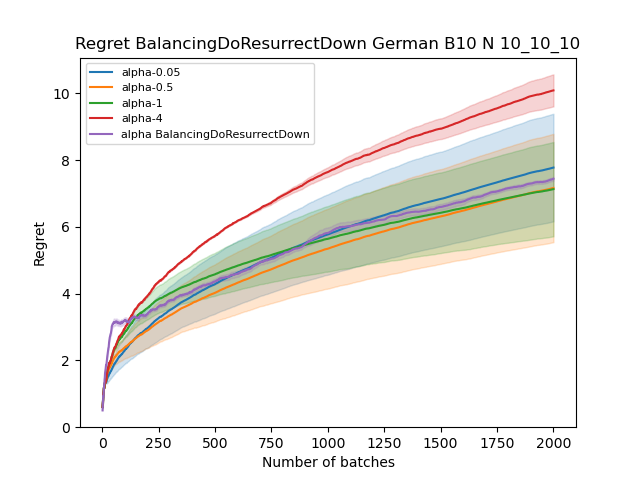 Regret BalancingDoResurrectDown German B10 N 10_10_10
alpha-0.05
alpha-0.5
alpha-1
alpha-4
alpha BalancingDoResurrectDown
Regret
10
8
6
4
2
0
0 250 500 750 1000 1250 1500 1750 2000
Number of batches